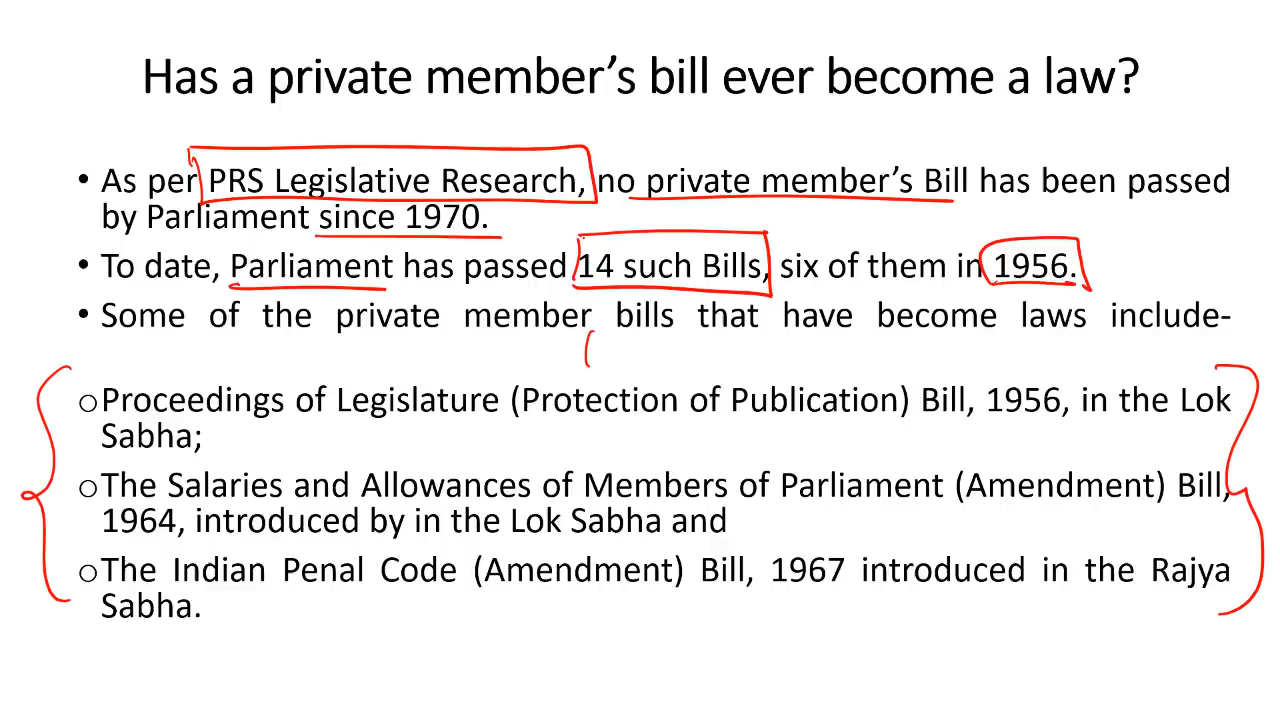 Has a private member’s bill ever become a law?
• As per PRS Legislative Research, no private member’s Bill has been passed
by Parliament since 1970.
• To date, Parliament has passed 14 such Bills, six of them in 1956.
• Some of the private member bills that have become laws include-
○Proceedings of Legislature (Protection of Publication) Bill, 1956, in the Lok
Sabha;
○The Salaries and Allowances of Members of Parliament (Amendment) Bill,
1964, introduced by in the Lok Sabha and
○The Indian Penal Code (Amendment) Bill, 1967 introduced in the Rajya
Sabha.